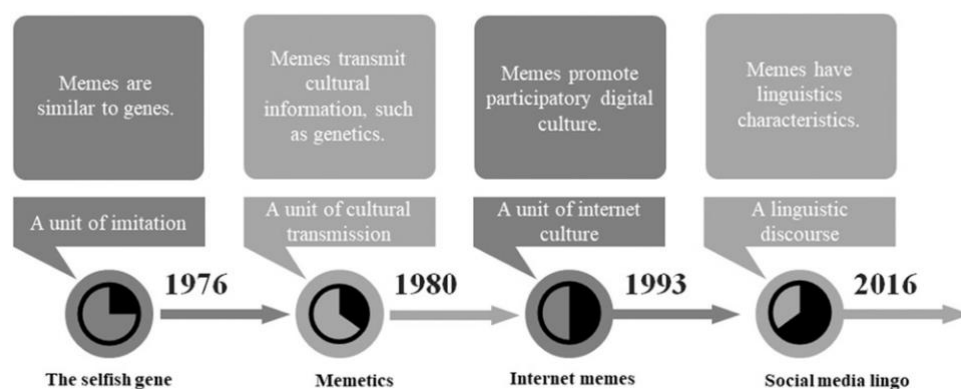 Memes are
similar to genes.
Memes transmit
cultural
information, such
as genetics.
Memes promote
participatory digital
culture.
Memes have
linguistics
characteristics.
A unit of imitation
A unit of cultural
transmission
A unit of internet
culture
A linguistic
discourse
1976
1980
1993
2016
The selfish gene
Memetics
Internet memes
Social media lingo